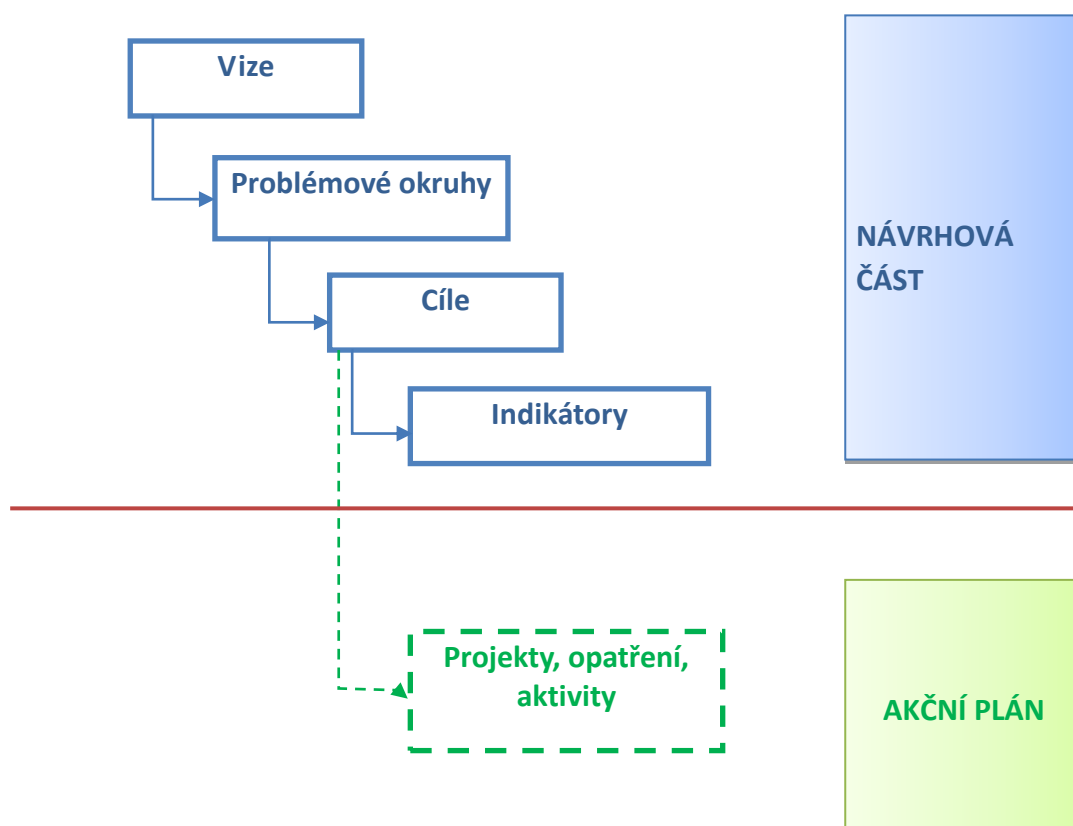 Vize
Problémové okruhy
Cíle
Indikátory
NÁVRHOVÁ
ČÁST
Projekty, opatření,
aktivity
AKČNÍ PLÁN